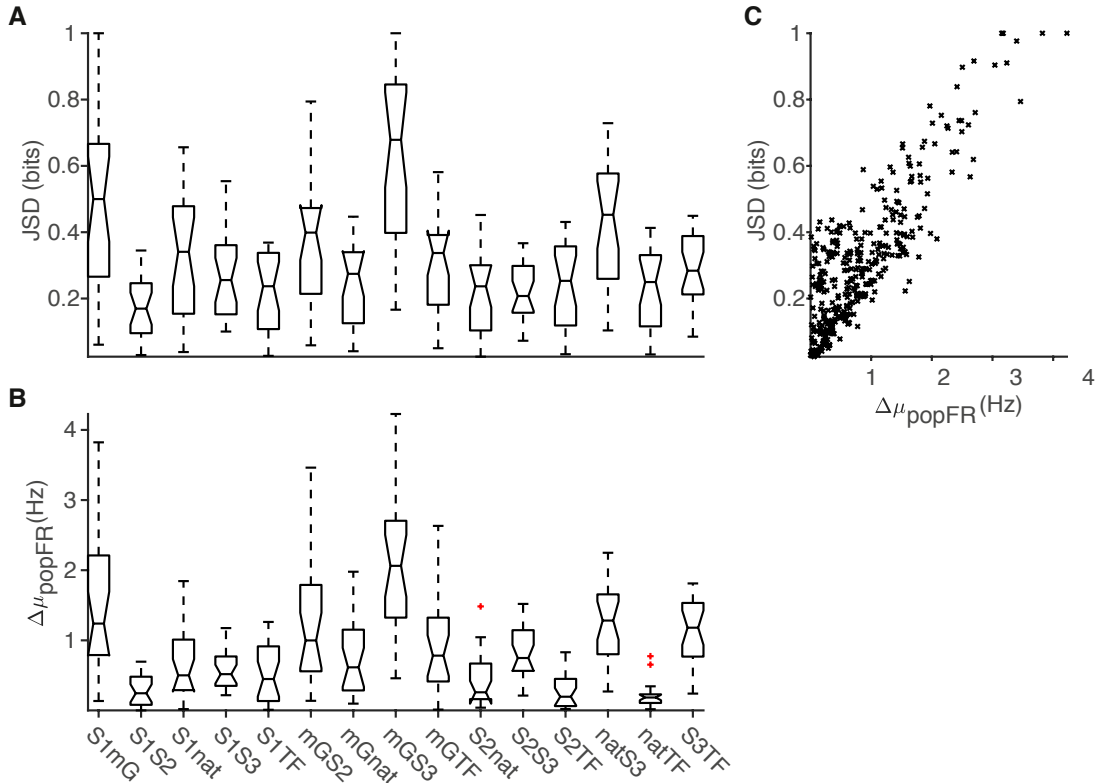 A
JSD (bits)
1
0.8
0.6
0.4
0.2
B
Δμpop​FR(Hz)
4
3
2
1
S1mG
S1S2
S1nat
S1S3
S1TF
mGS2
mGnat
mGS3
mGTF
S2nat
S2S3
S2TF
natS3
natTF
S3TF
C
JSD (bits)
1
0.8
0.6
0.4
0.2
1 2 3 4
ΔμpopFR(Hz)